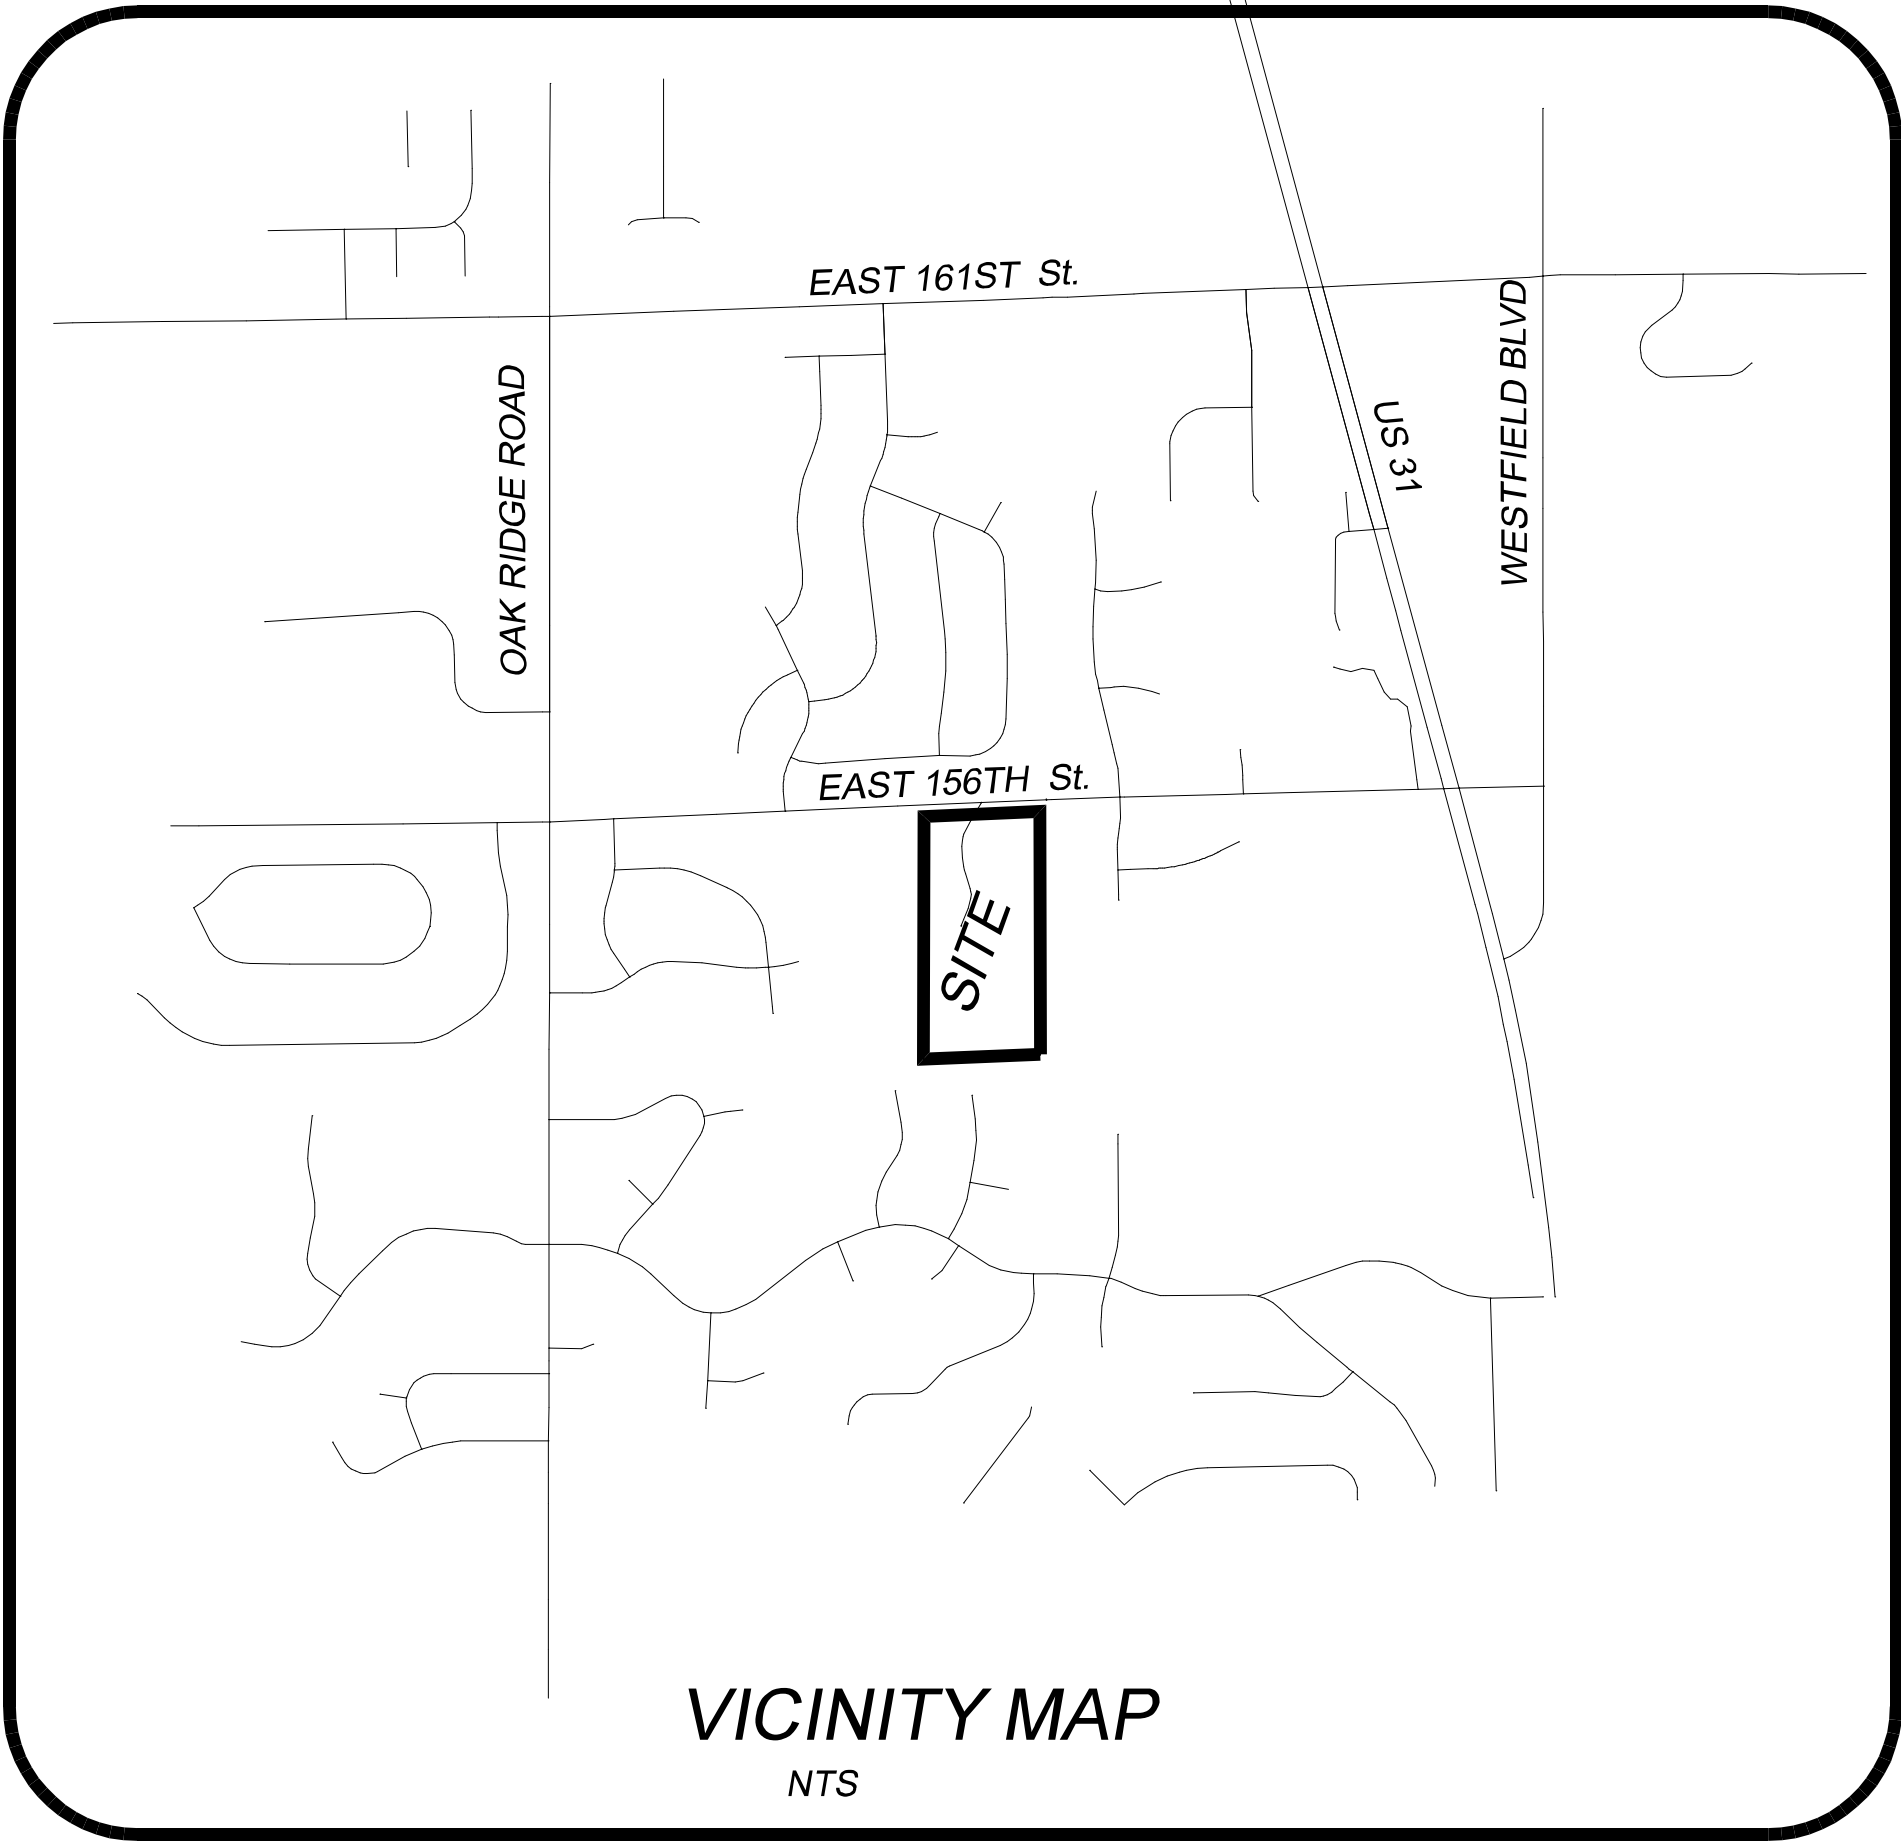 EAST 161ST St.
OAK RIDGE ROAD
US 31
WESTFIELD BLVD
EAST 156TH St.
SITE
VICINITY MAP
NTS